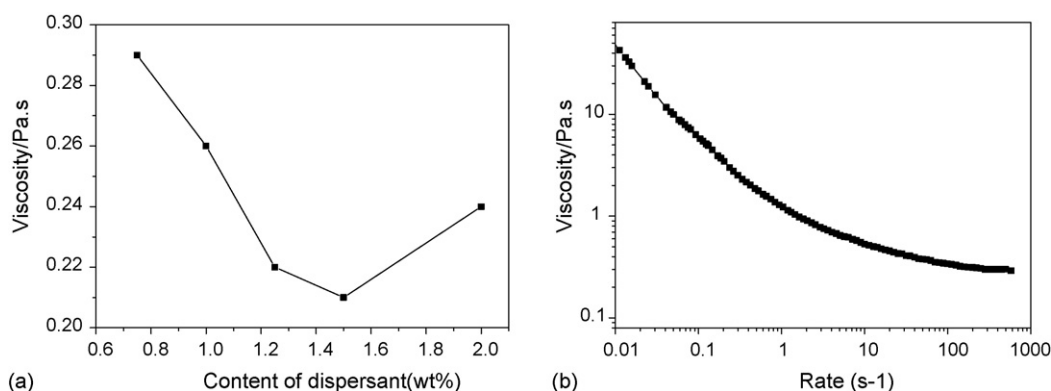 0.30
0.28
0.26
0.24
0.22
0.20
Viscosity/Pa.s
0.6 0.8 1.0 1.2 1.4 1.6 1.8 2.0
(a) Content of dispersant(wt%)
10
1
0.1
Viscosity/Pa.s
0.01 0.1 1 10 100 1000
(b) Rate (s-1)